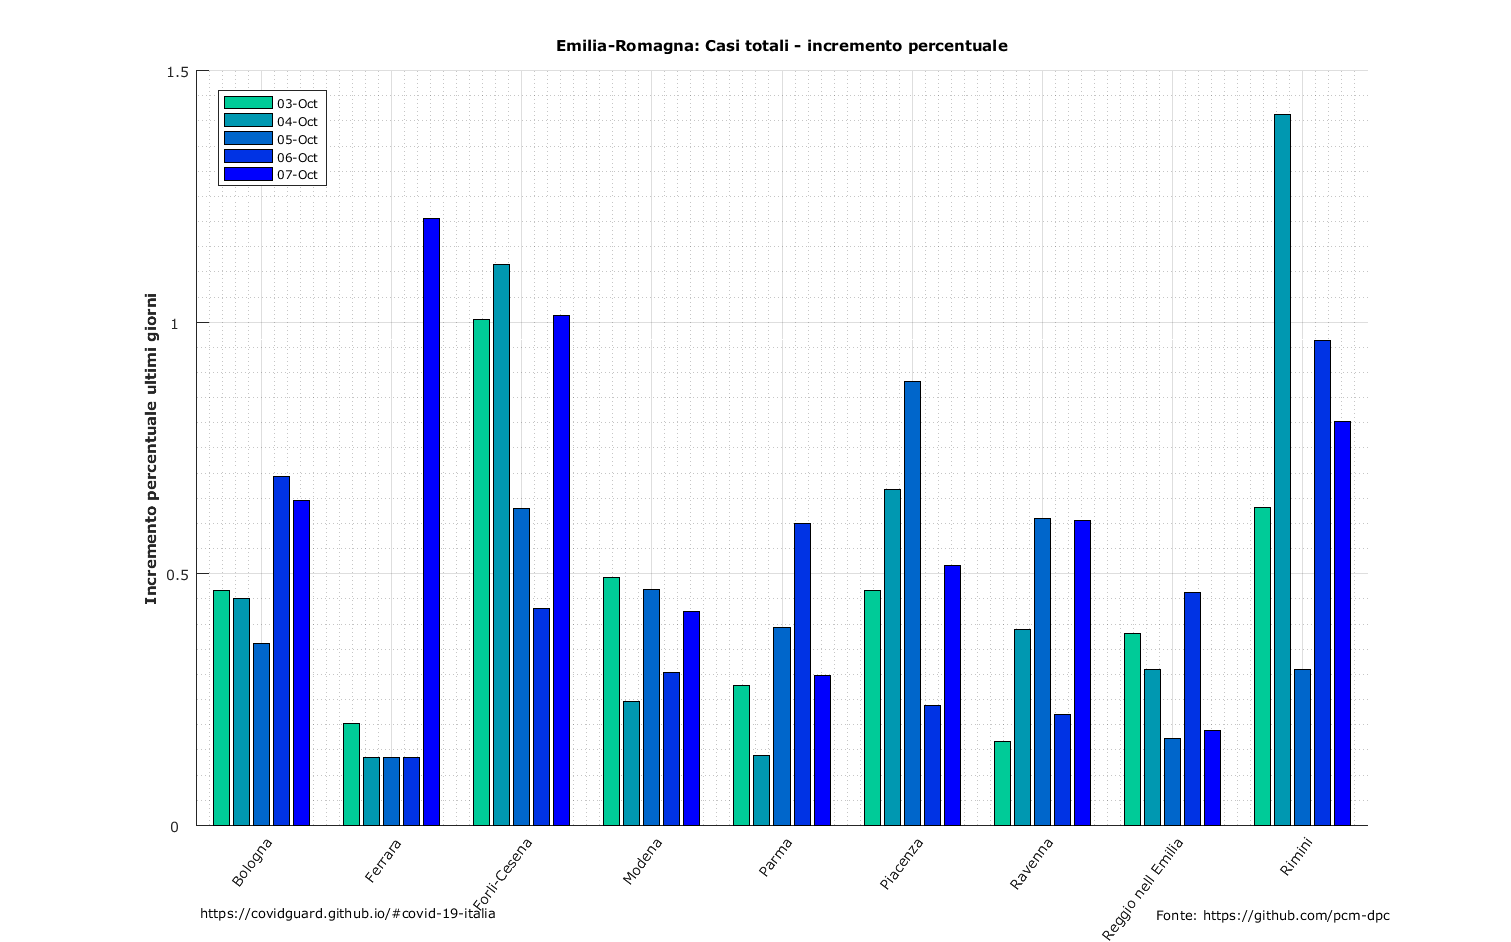 Emilia-Romagna: Casi totali - incremento percentuale
1.5
03-Oct
04-Oct
05-Oct
06-Oct
07-Oct
1
Incremento percentuale ultimi giorni
0.5
0
Bologna
Ferrara
Forlì-Cesena
Modena
Parma
Piacenza
Ravenna
Reggio nell Emilia
Rimini
https://covidguard.github.io/#covid-19-italia
Fonte: https://github.com/pcm-dpc